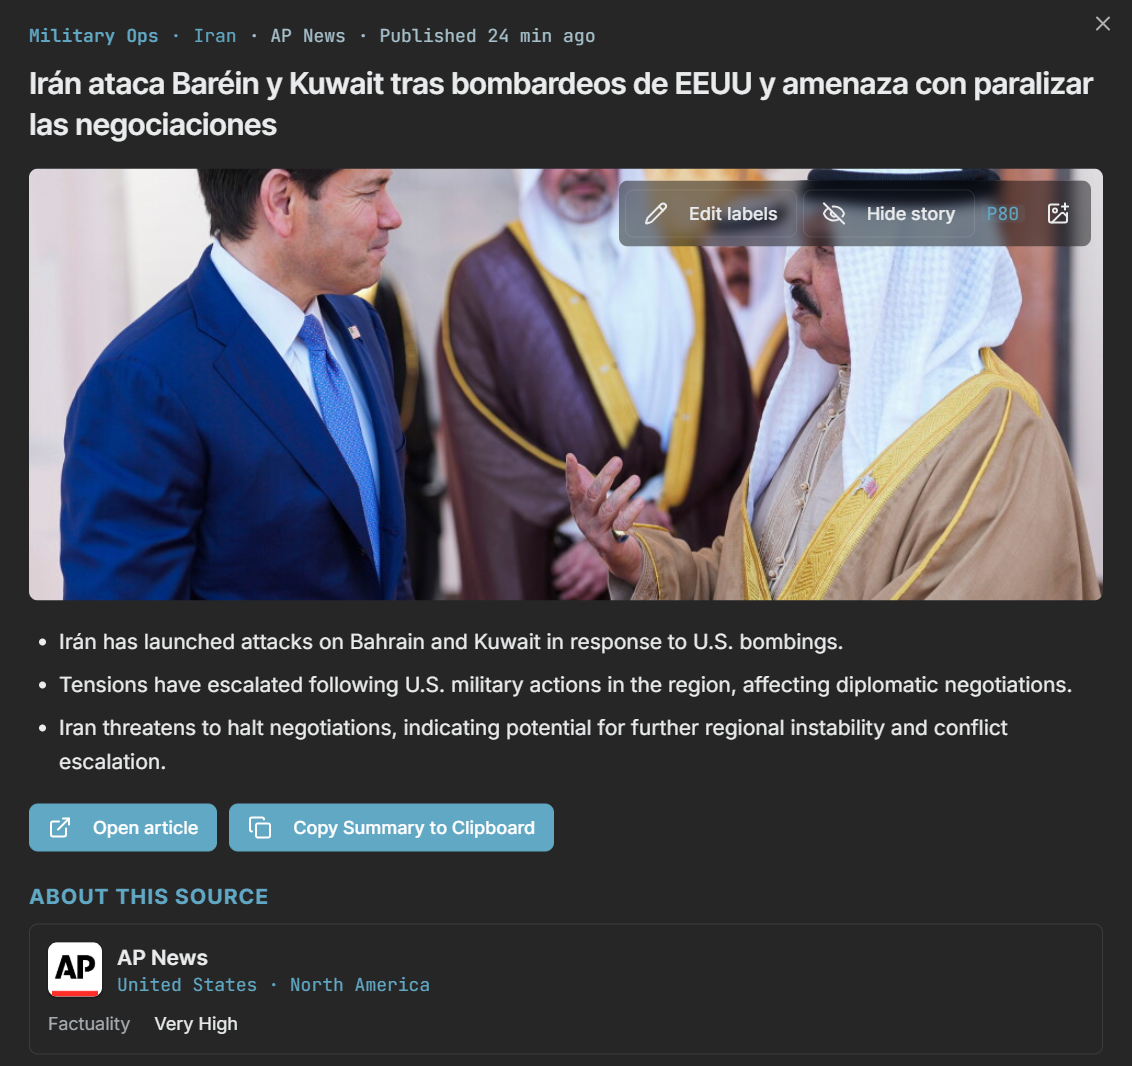 Military Ops · Iran · AP News · Published 24 min ago
Irán ataca Baréin y Kuwait tras bombardeos de EEUU y amenaza con paralizar
las negociaciones
Edit labels
Hide story
P80
Irán has launched attacks on Bahrain and Kuwait in response to U.S. bombings.
Tensions have escalated following U.S. military actions in the region, affecting diplomatic negotiations.
Iran threatens to halt negotiations, indicating potential for further regional instability and conflict
escalation.
Open article
Copy Summary to Clipboard
ABOUT THIS SOURCE
AP
AP News
United States · North America
Factuality Very High